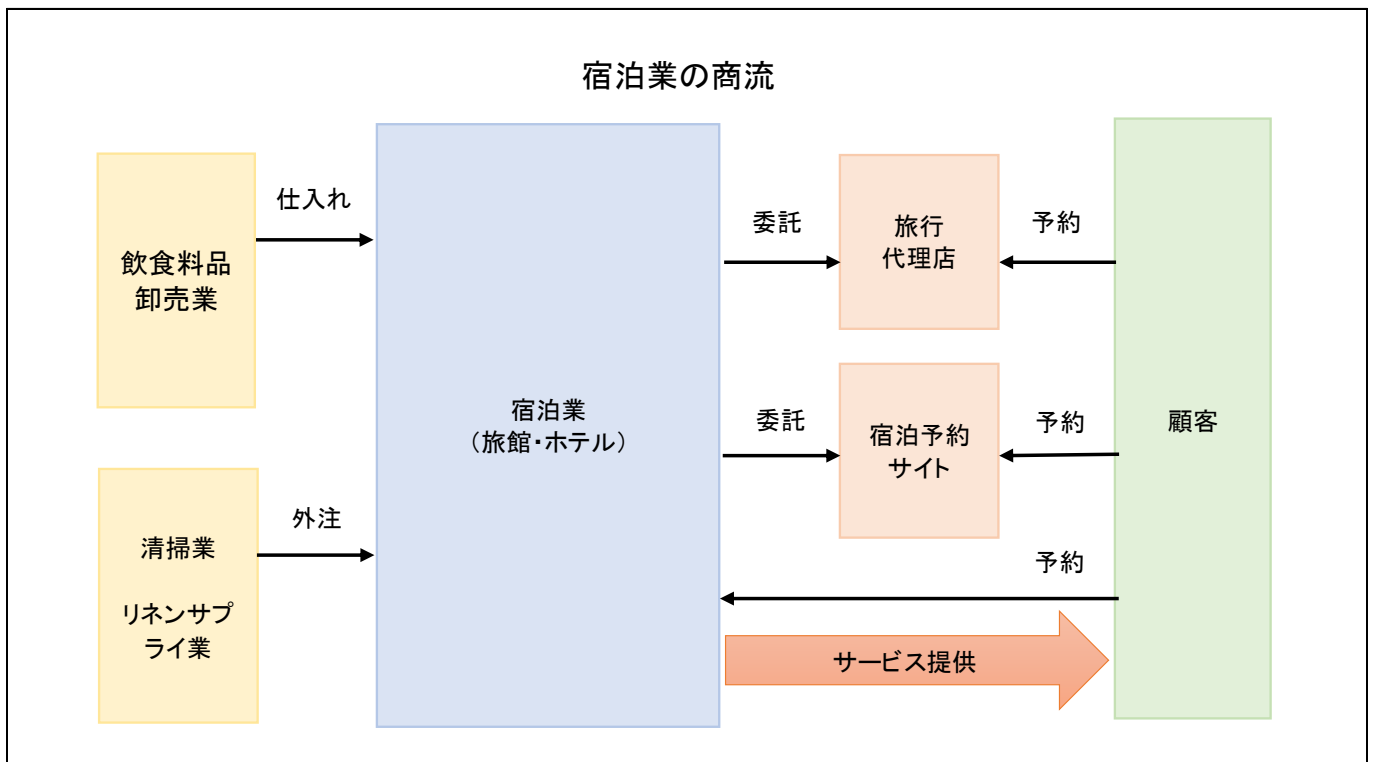 宿泊業の商流
飲食料品
卸売業
仕入れ
清掃業
リネンサプ
ライ業
外注
宿泊業
（旅館・ホテル）
委託
旅行
代理店
予約
委託
宿泊予約
サイト
予約
予約
サービス提供
顧客